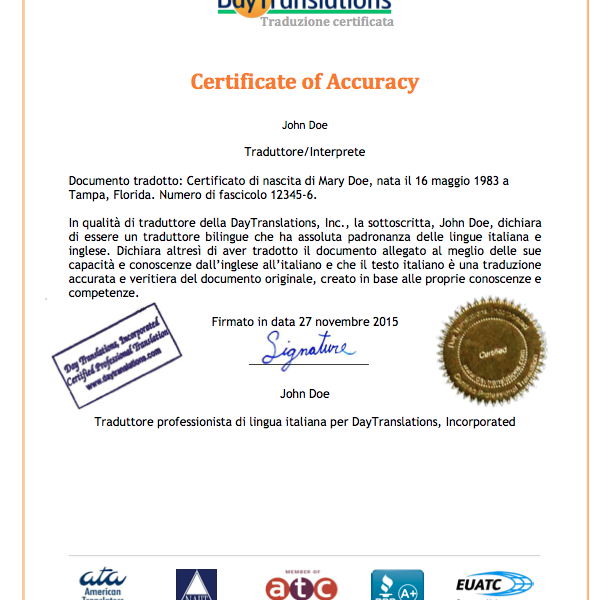 DayTranslations
Traduzione certificata
Certificate of Accuracy
John Doe
Traduttore/Interprete
Documento tradotto: Certificato di nascita di Mary Doe, nata il 16 maggio 1983 a
Tampa, Florida. Numero di fascicolo 12345-6.
In qualità di traduttore della DayTranslations, Inc., la sottoscritta, John Doe, dichiara
di essere un traduttore bilingue che ha assoluta padronanza delle lingue italiana e
inglese. Dichiara altresì di aver tradotto il documento allegato al meglio delle sue
capacità e conoscenze dall'inglese all'italiano e che il testo italiano è una traduzione
accurata e veritiera del documento originale, creato in base alle proprie conoscenze e
competenze.
Firmato in data 27 novembre 2015
Day Translations, Incorporated
Certified Professional Translation
www.daytranslations.com
Signature
Certified
John Doe
Traduttore professionista di lingua italiana per DayTranslations, Incorporated
ata
American
MEMBER OF
atc
A+
EUATC